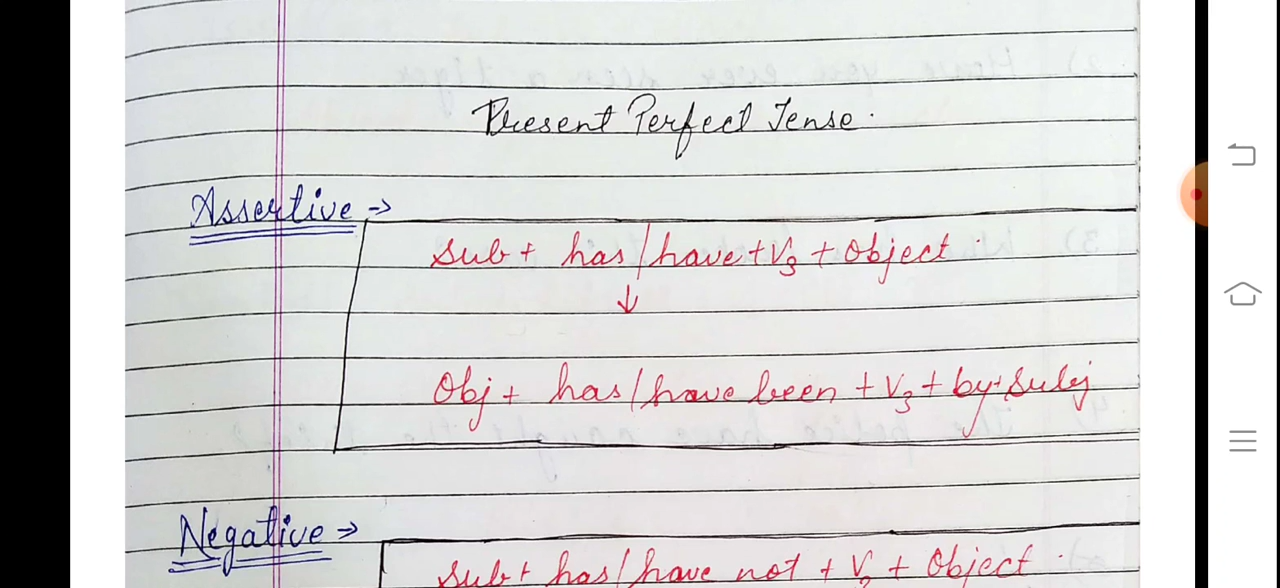 Present Perfect Tense.
Assertive →
Sub + has/have + V₃ + Object.
↓
Obj + has/have been + V₃ + by + Subj
Negative →
Sub + has/have not + V₃ + Object.